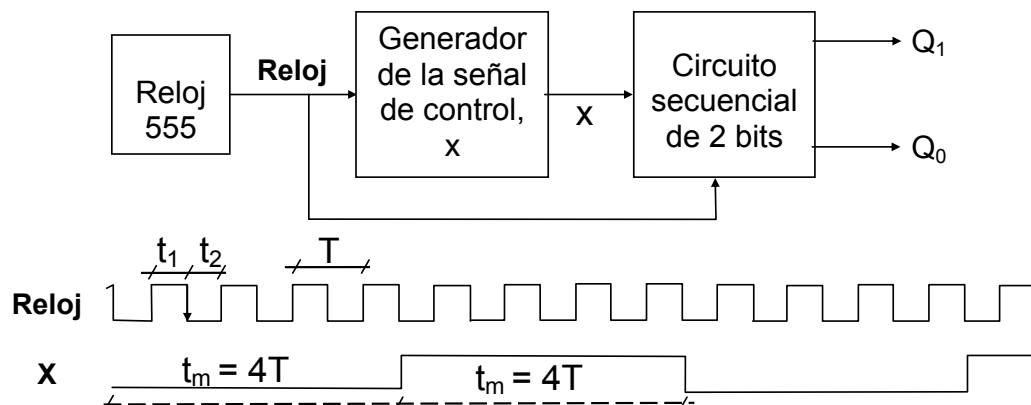 Reloj
555
Reloj
Generador
de la señal
de control,
x
x
Circuito
secuencial
de 2 bits
Q1
Q0
t1 t2 T
Reloj
X
tm = 4T tm = 4T